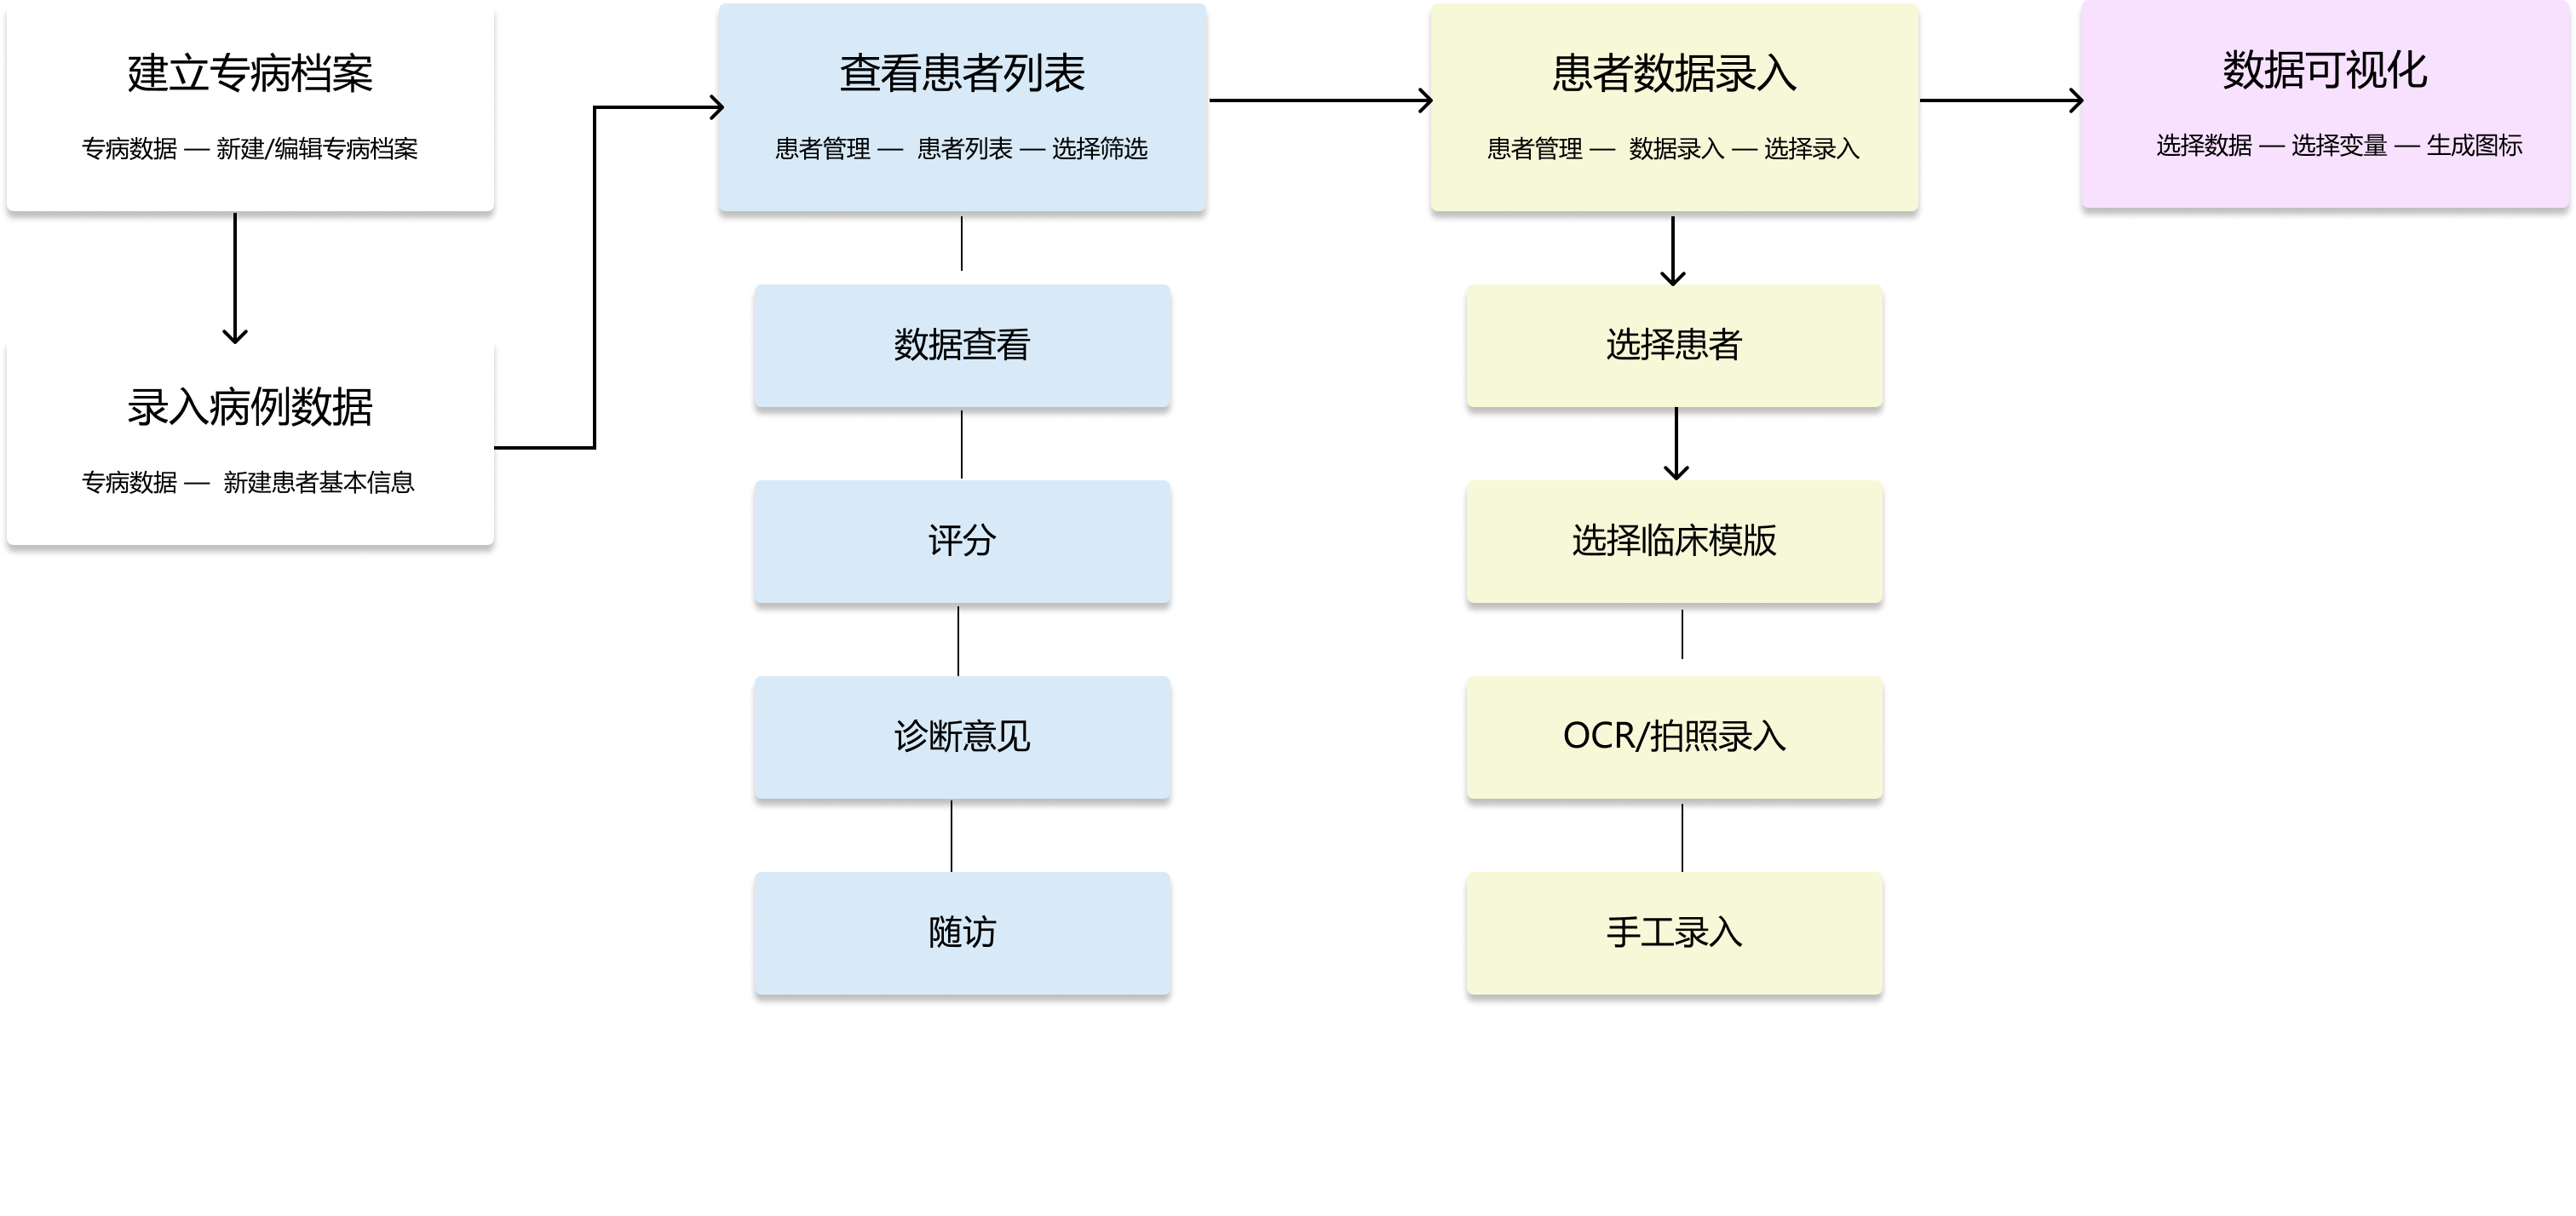 建立专病档案
专病数据 — 新建/编辑专病档案
录入病例数据
专病数据 — 新建患者基本信息
查看患者列表
患者管理 — 患者列表 — 选择筛选
数据查看
评分
诊断意见
随访
患者数据录入
患者管理 — 数据录入 — 选择录入
选择患者
选择临床模版
OCR/拍照录入
手工录入
数据可视化
选择数据 — 选择变量 — 生成图标